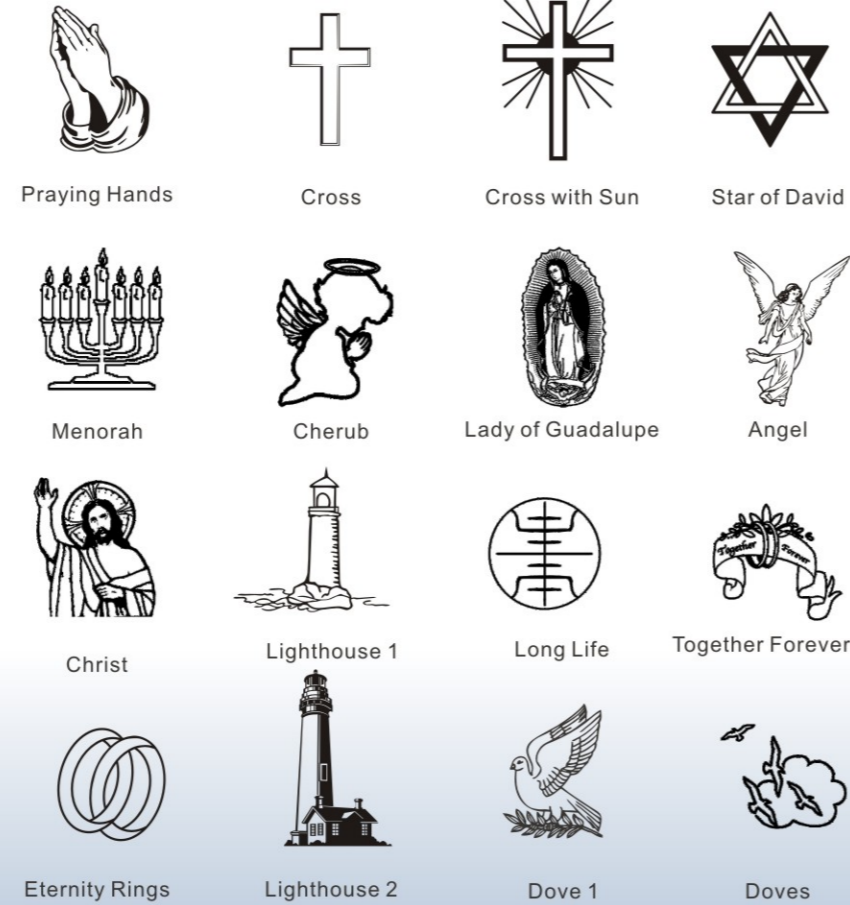 Praying Hands
Cross
Cross with Sun
Star of David
Menorah
Cherub
Lady of Guadalupe
Angel
Christ
Lighthouse 1
Long Life
Together
Forever
Together Forever
Eternity Rings
Lighthouse 2
Dove 1
Doves